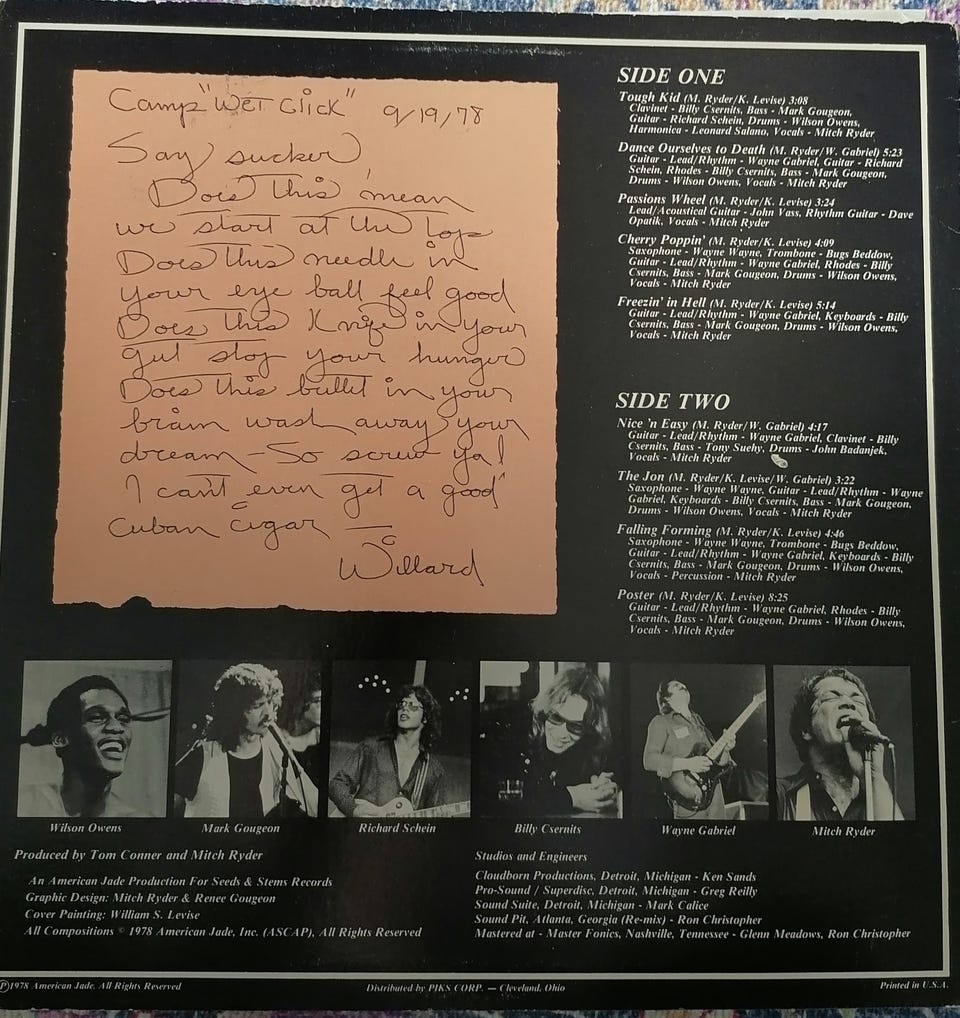 Camp "Wet Click" 9/19/78
Say sucker
Does this mean
we start at the top
Does this needle in
your eye ball feel good
Does this Knife in your
gut stop your hunger
Does this bullet in your
brain wash away your
dream - So screw ya!
I can't even get a good"
Cuban Cigar —
Willard
SIDE ONE
Tough Kid (M. Ryder/K. Levise) 3:08
Clavinet - Billy Csernits, Bass - Mark Gougeon,
Guitar - Richard Schein, Drums - Wilson Owens,
Harmonica - Leonard Salano, Vocals - Mitch Ryder
Dance Ourselves to Death (M. Ryder/W. Gabriel) 5:23
Guitar - Lead/Rhythm - Wayne Gabriel, Guitar - Richard
Schein, Rhodes - Billy Csernits, Bass - Mark Gougeon,
Drums - Wilson Owens, Vocals - Mitch Ryder
Passions Wheel (M. Ryder/K. Levise) 3:24
Lead/Acoustical Guitar - John Vass, Rhythm Guitar - Dave
Opatik, Vocals - Mitch Ryder
Cherry Poppin' (M. Ryder/K. Levise) 4:09
Saxophone - Wayne Wayne, Trombone - Bugs Beddow,
Guitar - Lead/Rhythm - Wayne Gabriel, Rhodes - Billy
Csernits, Bass - Mark Gougeon, Drums - Wilson Owens,
Vocals - Mitch Ryder
Freezin' in Hell (M. Ryder/K. Levise) 5:14
Guitar - Lead/Rhythm - Wayne Gabriel, Keyboards - Billy
Csernits, Bass - Mark Gougeon, Drums - Wilson Owens,
Vocals - Mitch Ryder
SIDE TWO
Nice 'n Easy (M. Ryder/W. Gabriel) 4:17
Guitar - Lead/Rhythm - Wayne Gabriel, Clavinet - Billy
Csernits, Bass - Tony Suehy, Drums - John Badanjek,
Vocals - Mitch Ryder
The Jon (M. Ryder/K. Levise/W. Gabriel) 3:22
Saxophone - Wayne Wayne, Guitar - Lead/Rhythm - Wayne
Gabriel, Keyboards - Billy Csernits, Bass - Mark Gougeon,
Drums - Wilson Owens, Vocals - Mitch Ryder
Falling Forming (M. Ryder/K. Levise) 4:46
Saxophone - Wayne Wayne, Trombone - Bugs Beddow,
Guitar - Lead/Rhythm - Wayne Gabriel, Keyboards - Billy
Csernits, Bass - Mark Gougeon, Drums - Wilson Owens,
Vocals - Percussion - Mitch Ryder
Poster (M. Ryder/K. Levise) 8:25
Guitar - Lead/Rhythm - Wayne Gabriel, Rhodes - Billy
Csernits, Bass - Mark Gougeon, Drums - Wilson Owens,
Vocals - Mitch Ryder
Wilson Owens
Mark Gougeon
Richard Schein
Billy Csernits
Wayne Gabriel
Mitch Ryder
Produced by Tom Conner and Mitch Ryder
An American Jade Production For Seeds & Stems Records
Graphic Design: Mitch Ryder & Renee Gougeon
Cover Painting: William S. Levise
All Compositions © 1978 American Jade, Inc. (ASCAP), All Rights Reserved
Studios and Engineers
Cloudborn Productions, Detroit, Michigan - Ken Sands
Pro-Sound / Superdisc, Detroit, Michigan - Greg Reilly
Sound Suite, Detroit, Michigan - Mark Calice
Sound Pit, Atlanta, Georgia (Re-mix) - Ron Christopher
Mastered at - Master Fonics, Nashville, Tennessee - Glenn Meadows, Ron Christopher
℗1978 American Jade. All Rights Reserved
Distributed by PIKS CORP. — Cleveland, Ohio
Printed in U.S.A.